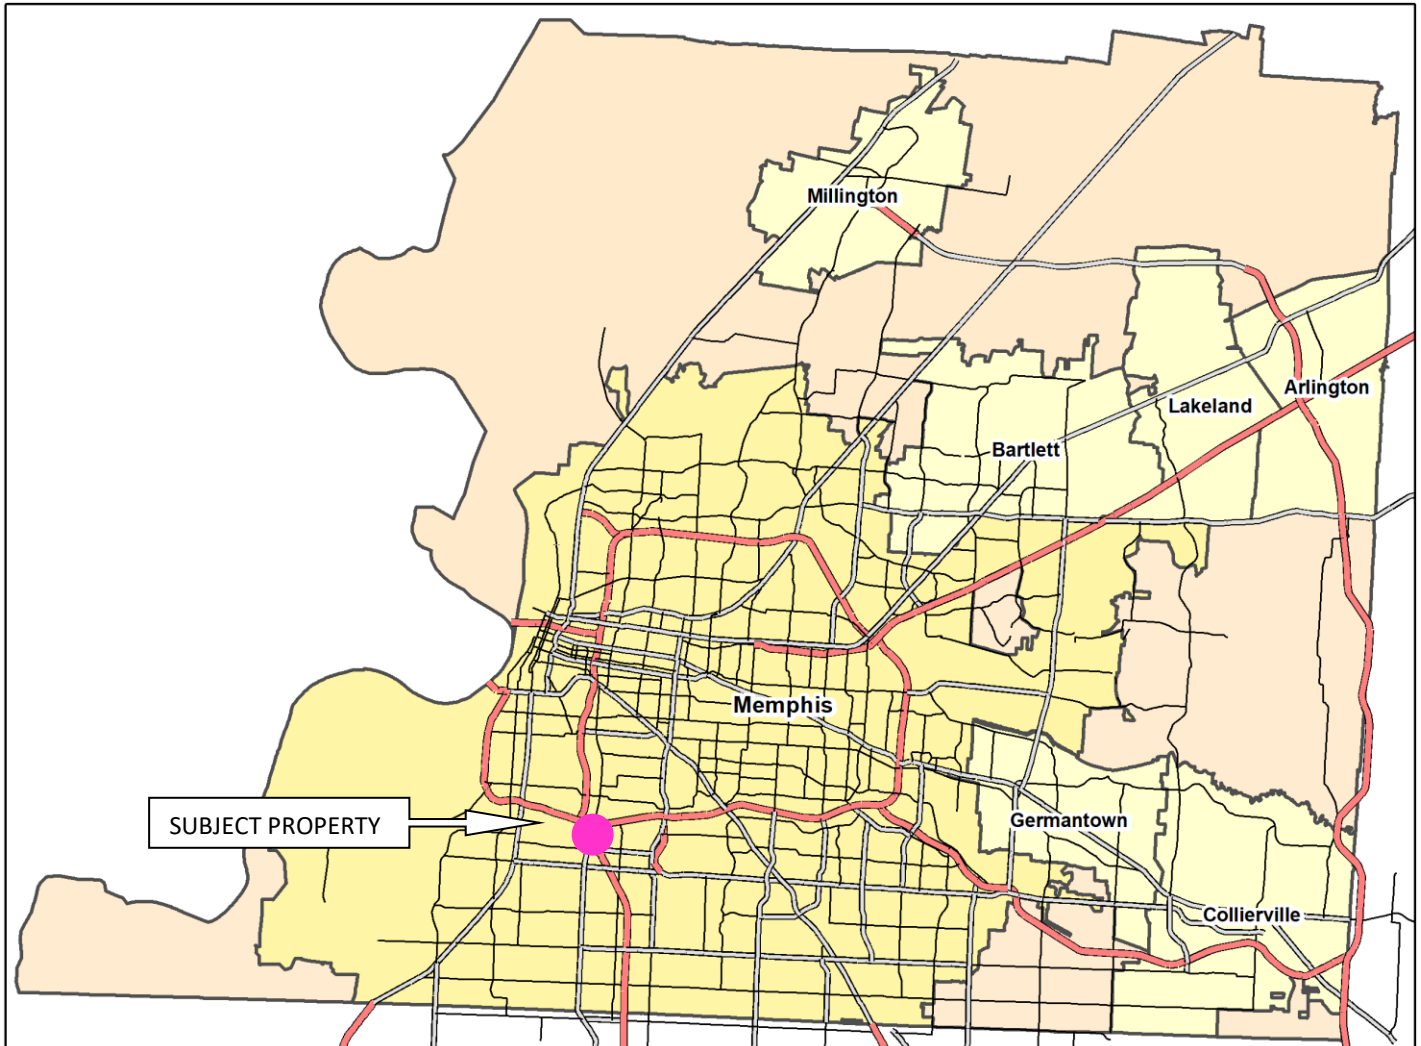 Millington
Arlington
Lakeland
Bartlett
Memphis
SUBJECT PROPERTY
Germantown
Collierville